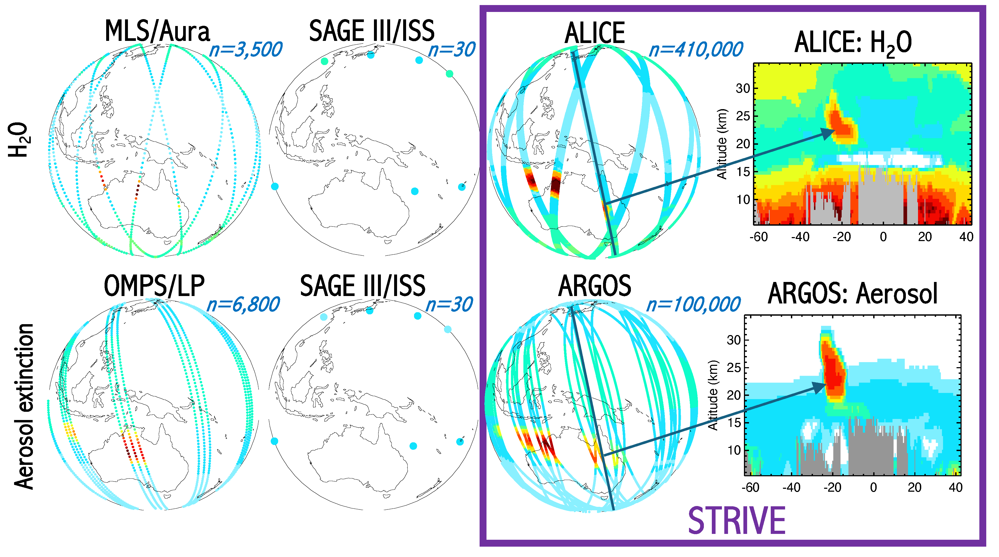 MLS/Aura
n=3,500
SAGE III/ISS
n=30
ALICE
n=410,000
ALICE: H₂O
H₂O
Altitude (km)
30
25
20
15
10
-60 -40 -20 0 20 40
OMPS/LP
n=6,800
SAGE III/ISS
n=30
ARGOS
n=100,000
ARGOS: Aerosol
Aerosol extinction
Altitude (km)
30
25
20
15
10
-60 -40 -20 0 20 40
STRIVE